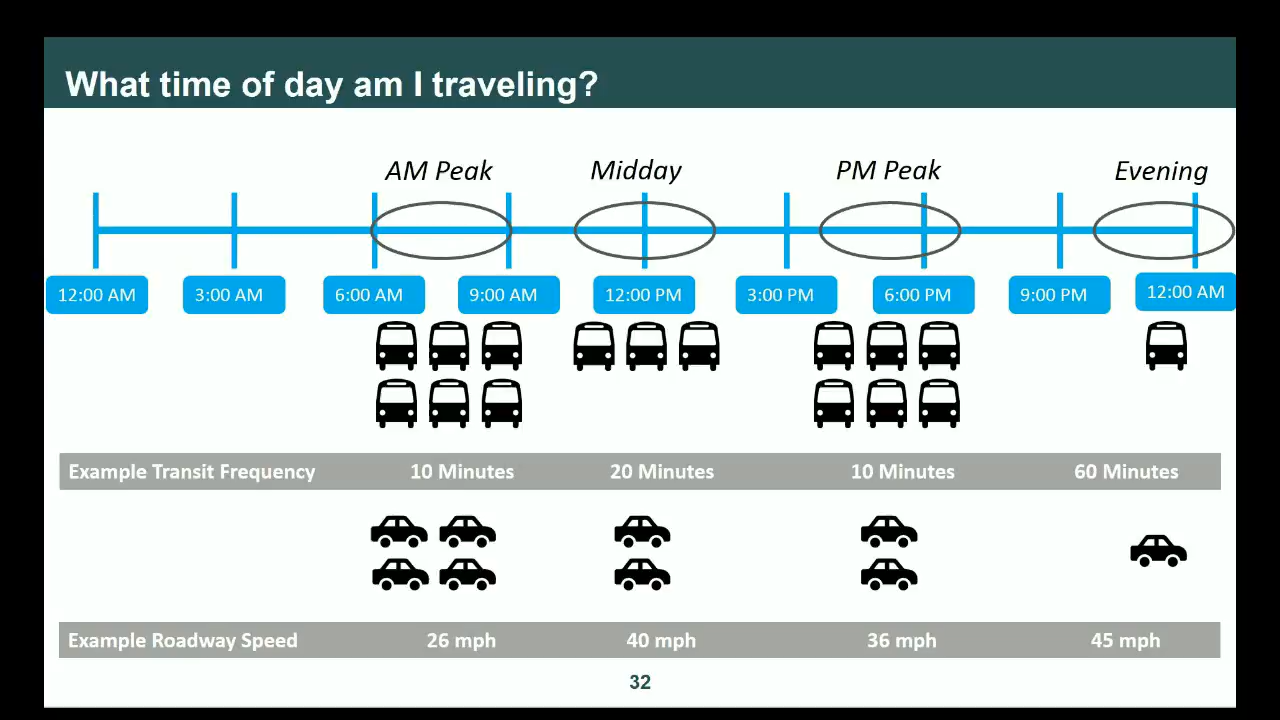 What time of day am I traveling?
AM Peak Midday PM Peak Evening
12:00 AM 3:00 AM 6:00 AM 9:00 AM 12:00 PM 3:00 PM 6:00 PM 9:00 PM 12:00 AM
Example Transit Frequency 10 Minutes 20 Minutes 10 Minutes 60 Minutes
Example Roadway Speed 26 mph 40 mph 36 mph 45 mph
32